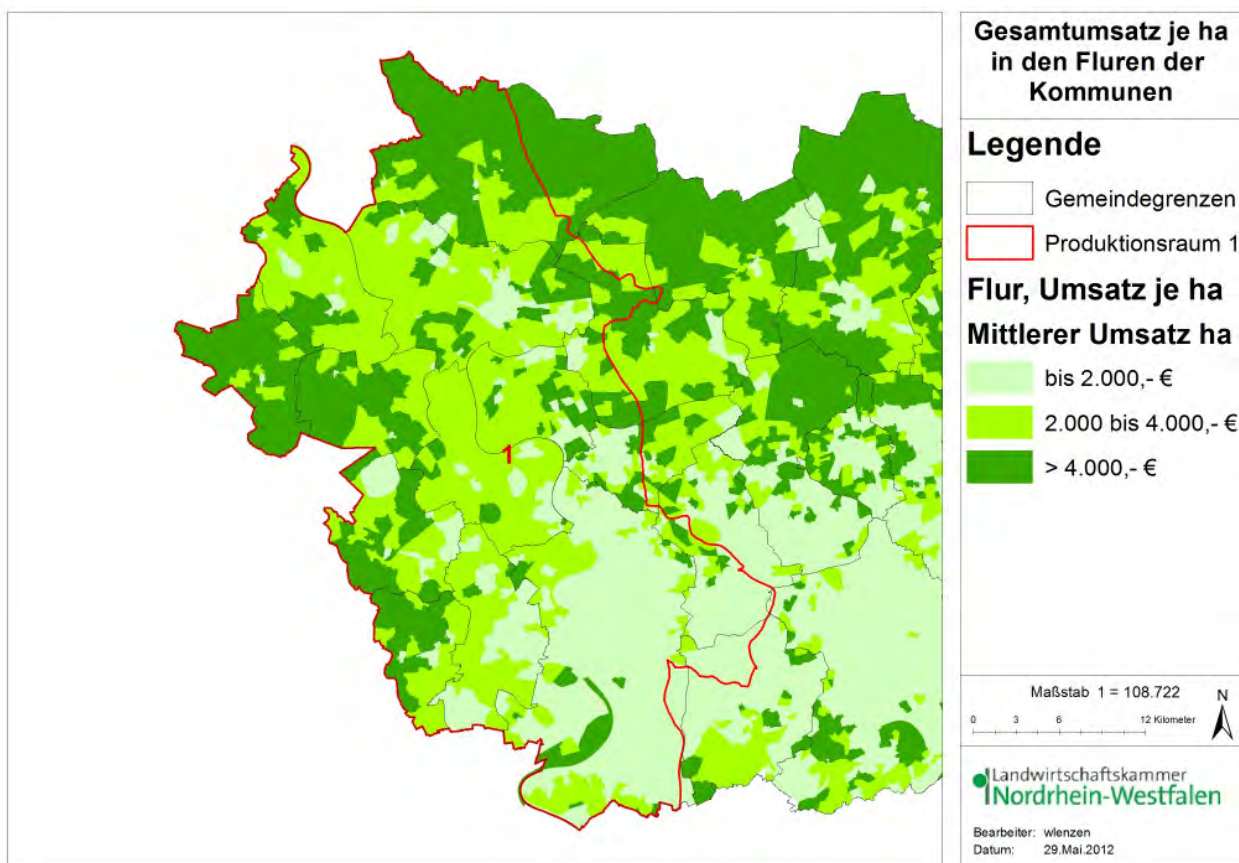 Gesamtumsatz je ha
in den Fluren der
Kommunen
Legende
Gemeindegrenzen
Produktionsraum 1
Flur, Umsatz je ha
Mittlerer Umsatz ha
bis 2.000,- €
2.000 bis 4.000,- €
> 4.000,- €
1
Maßstab 1 = 108.722
N
0 3 6 12 Kilometer
Landwirtschaftskammer
Nordrhein-Westfalen
Bearbeiter: wlenzen
Datum: 29.Mai.2012